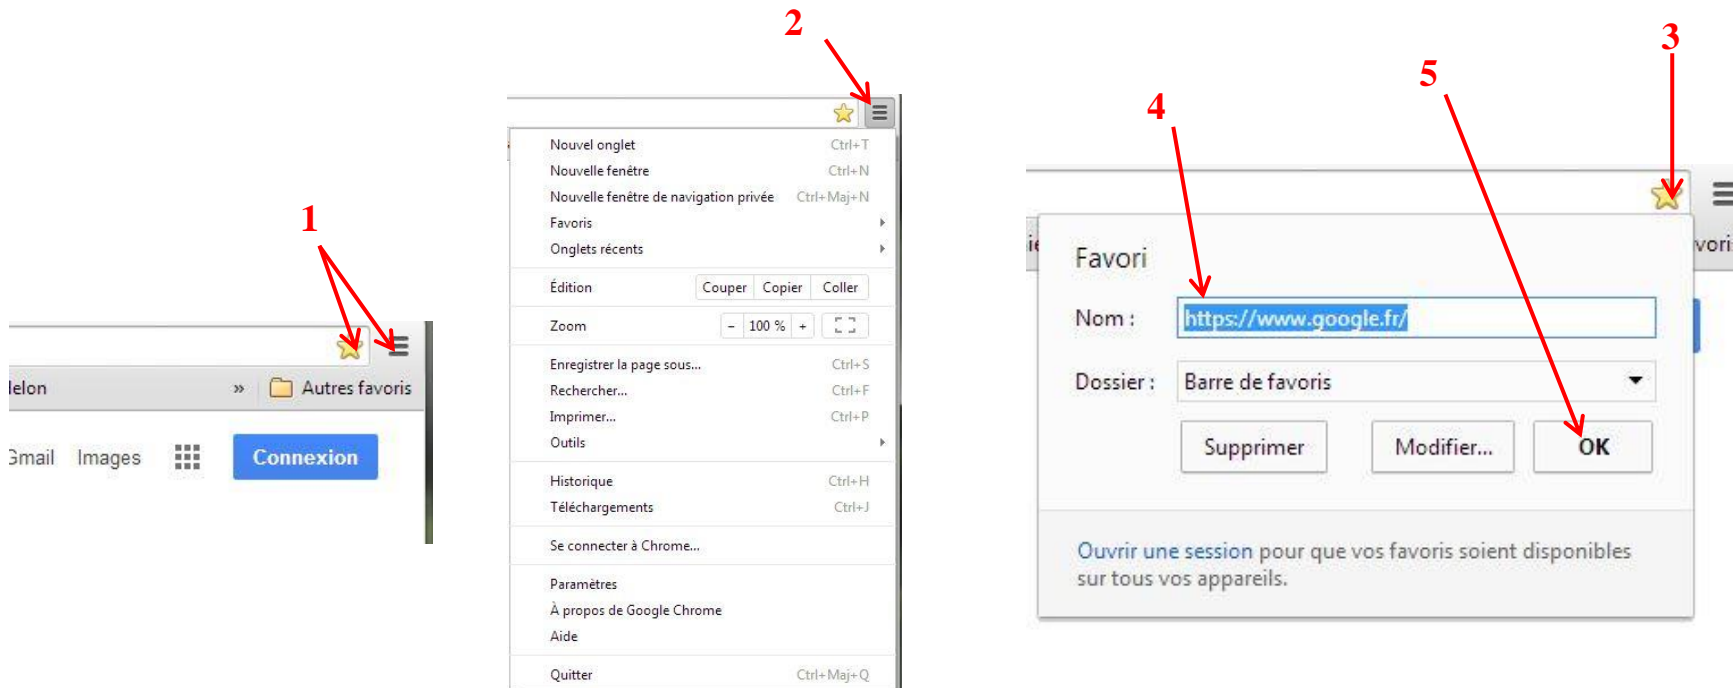 1
elon
» Autres favoris
Gmail Images
Connexion
2
Nouvel onglet Ctrl+T
Nouvelle fenêtre Ctrl+N
Nouvelle fenêtre de navigation privée Ctrl+Maj+N
Favoris
Onglets récents
Édition Couper Copier Coller
Zoom - 100 % +
Enregistrer la page sous... Ctrl+S
Rechercher... Ctrl+F
Imprimer... Ctrl+P
Outils
Historique Ctrl+H
Téléchargements Ctrl+J
Se connecter à Chrome...
Paramètres
À propos de Google Chrome
Aide
Quitter Ctrl+Maj+Q
3
4
5
vori
Favori
Nom : https://www.google.fr/
Dossier : Barre de favoris
Supprimer Modifier... OK
Ouvrir une session pour que vos favoris soient disponibles
sur tous vos appareils.